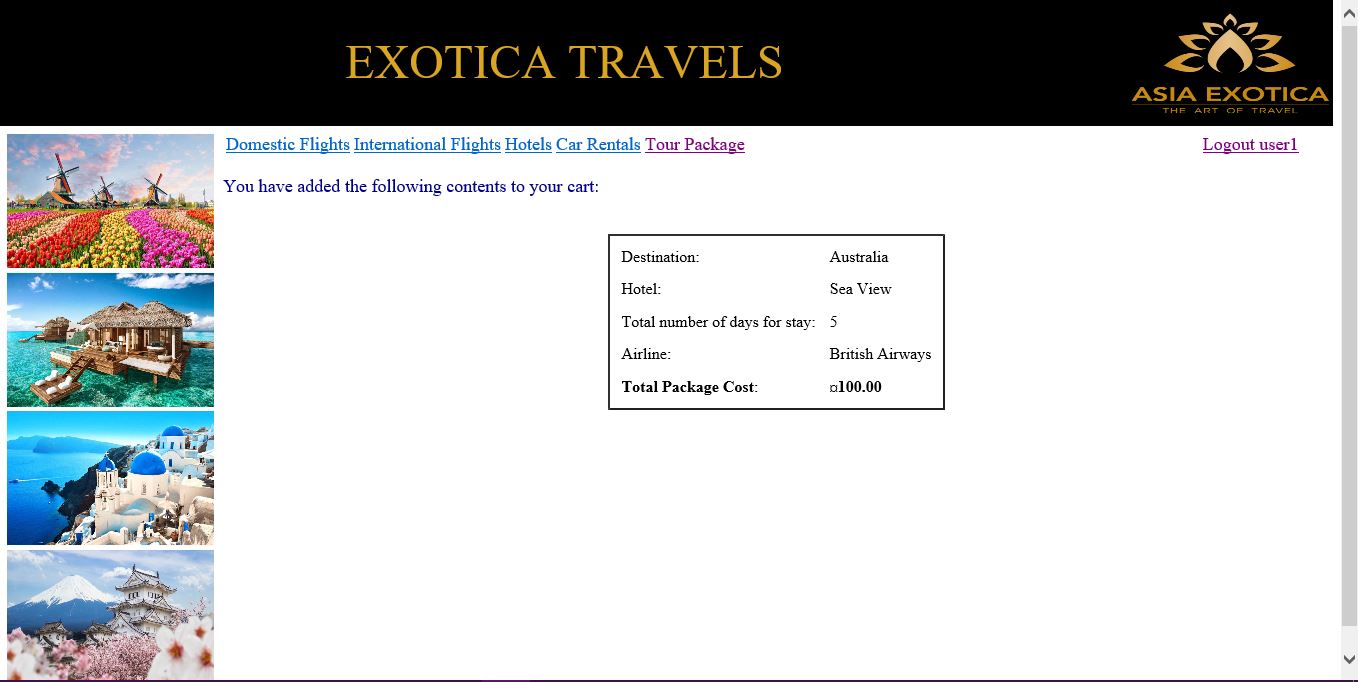 EXOTICA TRAVELS
ASIA EXOTICA
THE ART OF TRAVEL
Domestic Flights International Flights Hotels Car Rentals Tour Package Logout user1
You have added the following contents to your cart:
Destination: Australia
Hotel: Sea View
Total number of days for stay: 5
Airline: British Airways
Total Package Cost: ¤100.00